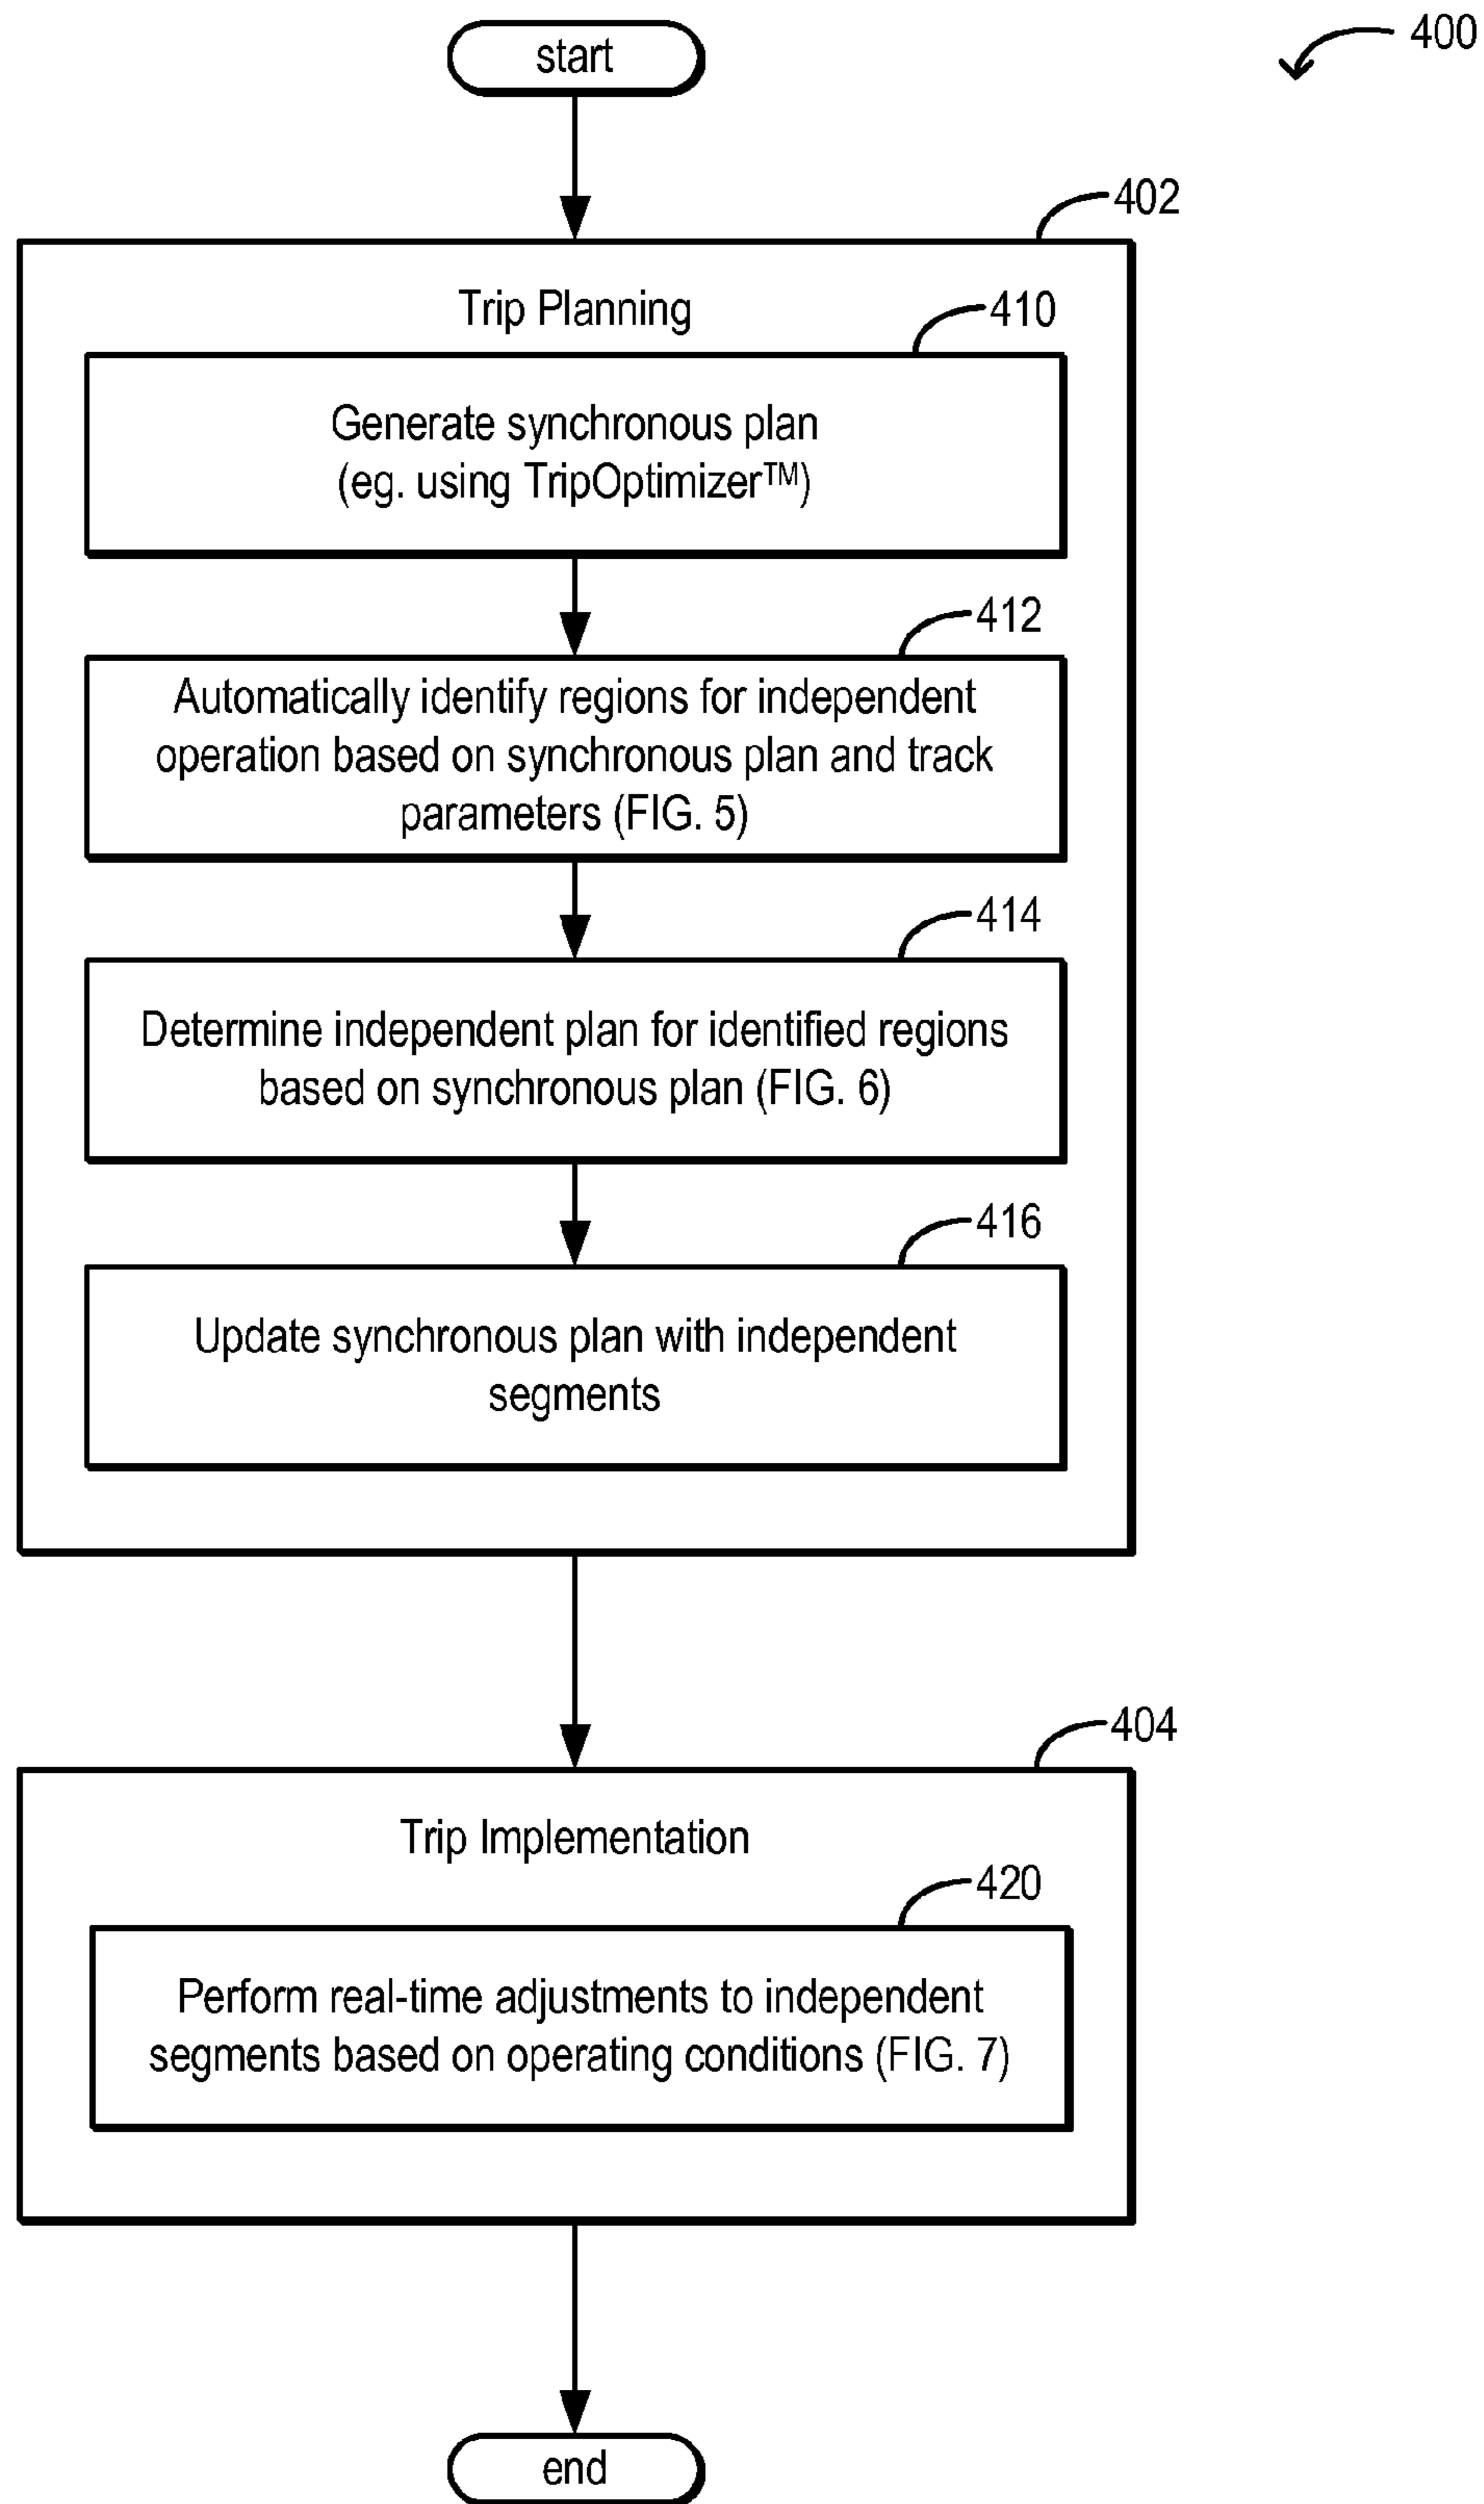 start
400
402
Trip Planning
410
Generate synchronous plan
(eg. using TripOptimizer™)
412
Automatically identify regions for independent
operation based on synchronous plan and track
parameters (FIG. 5)
414
Determine independent plan for identified regions
based on synchronous plan (FIG. 6)
416
Update synchronous plan with independent
segments
404
Trip Implementation
420
Perform real-time adjustments to independent
segments based on operating conditions (FIG. 7)
end